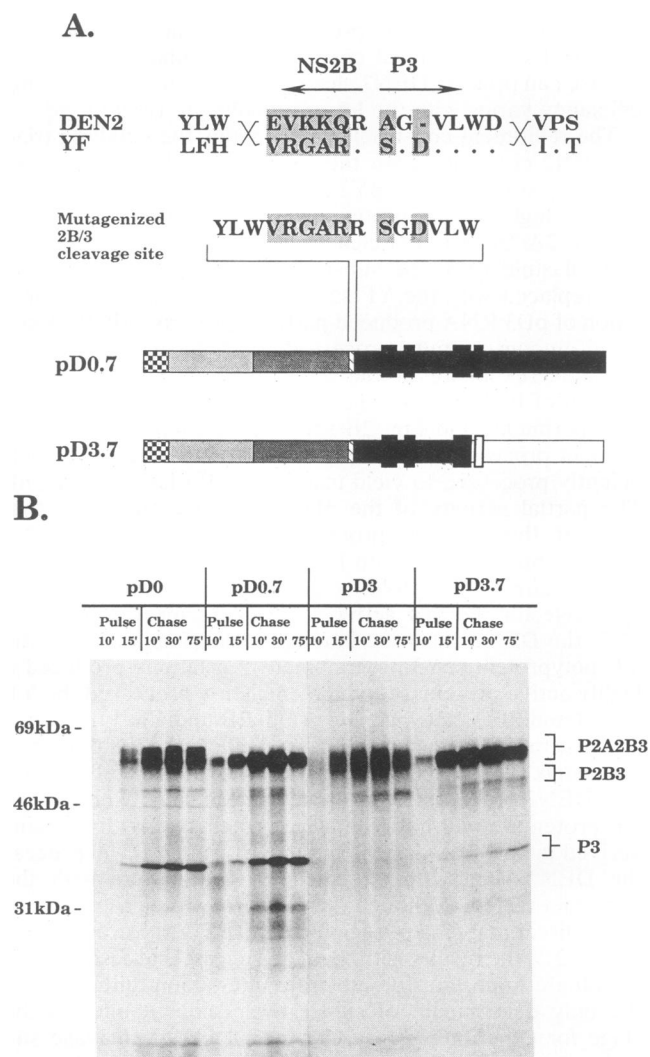 A.
NS2B P3
DEN2 YLW EVKKQR AG-VLWD VPS
YF LFH VRGAR. S.D.... I.T
Mutagenized
2B/3
cleavage site
YLWVRGARR SGDVLW
pD0.7
pD3.7
B.
pD0 pD0.7 pD3 pD3.7
Pulse Chase Pulse Chase Pulse Chase Pulse Chase
10' 15' 10' 30' 75' 10' 15' 10' 30' 75' 10' 15' 10' 30' 75' 10' 15' 10' 30' 75'
69kDa-
P2A2B3
P2B3
46kDa-
P3
31kDa-